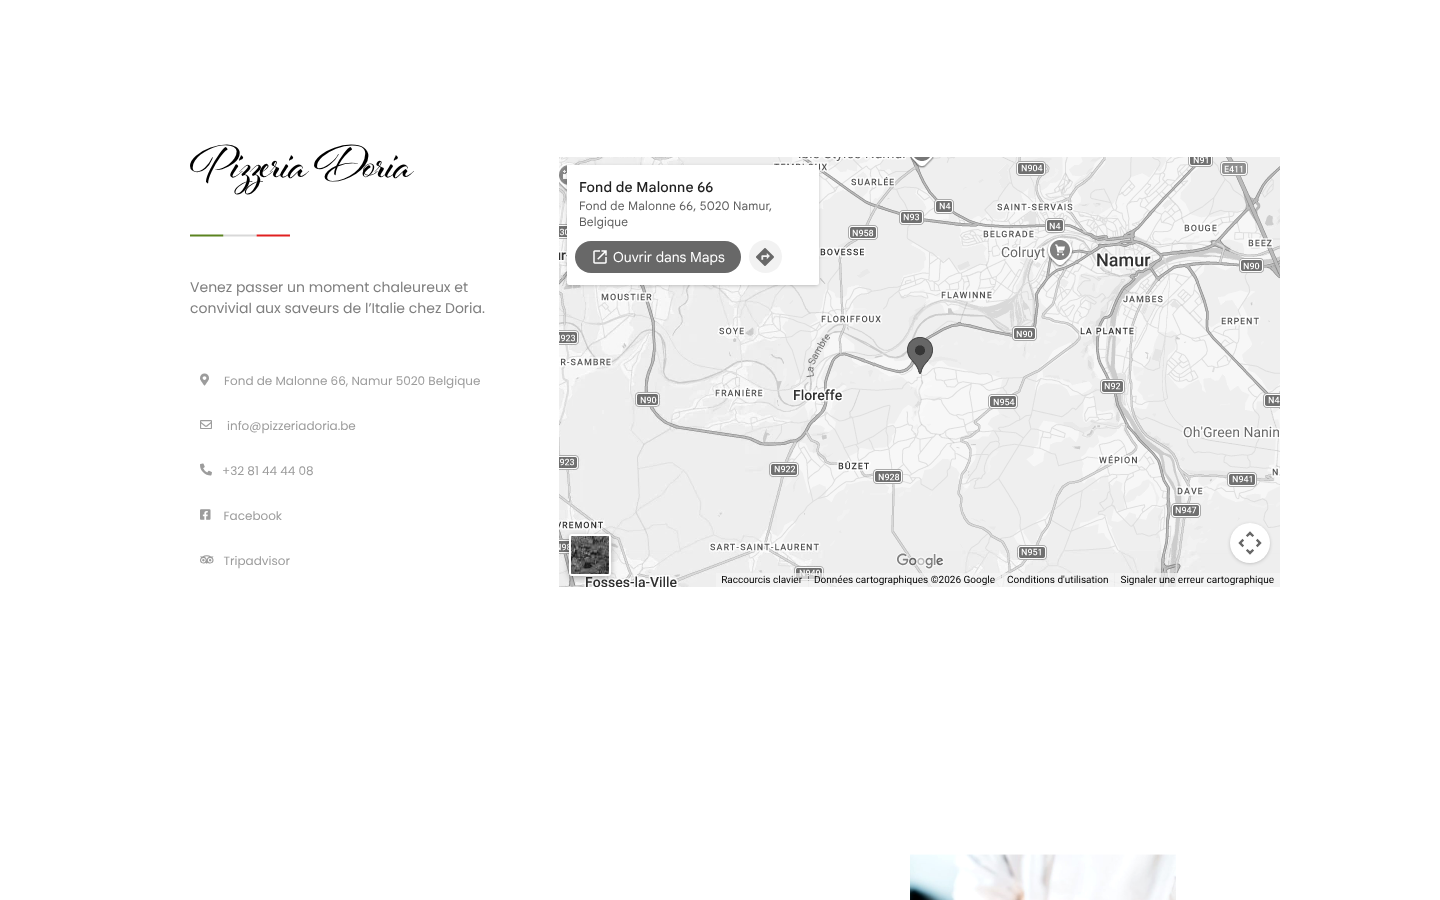 Pizzeria Doria
Venez passer un moment chaleureux et
convivial aux saveurs de l'Italie chez Doria.
Fond de Malonne 66, Namur 5020 Belgique
info@pizzeriadoria.be
+32 81 44 44 08
Facebook
Tripadvisor
Fond de Malonne 66
Fond de Malonne 66, 5020 Namur,
Belgique
Ouvrir dans Maps
SUARLÉE
N904
N91
E411
N4
N93
SAINT-SERVAIS
N958
BELGRADE
N4
BOUGE
BEEZ
BOVESSE
Colruyt
Namur
N90
MOUSTIER
FLAWINNE
JAMBES
SOYE
FLORIFFOUX
N90
LA PLANTE
ERPENT
N923
R-SAMBRE
La Sambre
FRANIÈRE
Floreffe
N90
N954
N92
N4
Oh'Green Nanin
923
N922
BÛZET
N928
WÉPION
N941
N
DAVE
N947
VREMONT
SART-SAINT-LAURENT
Google
N951
Fosses-la-Ville
Raccourcis clavier
Données cartographiques ©2026 Google
Conditions d'utilisation
Signaler une erreur cartographique